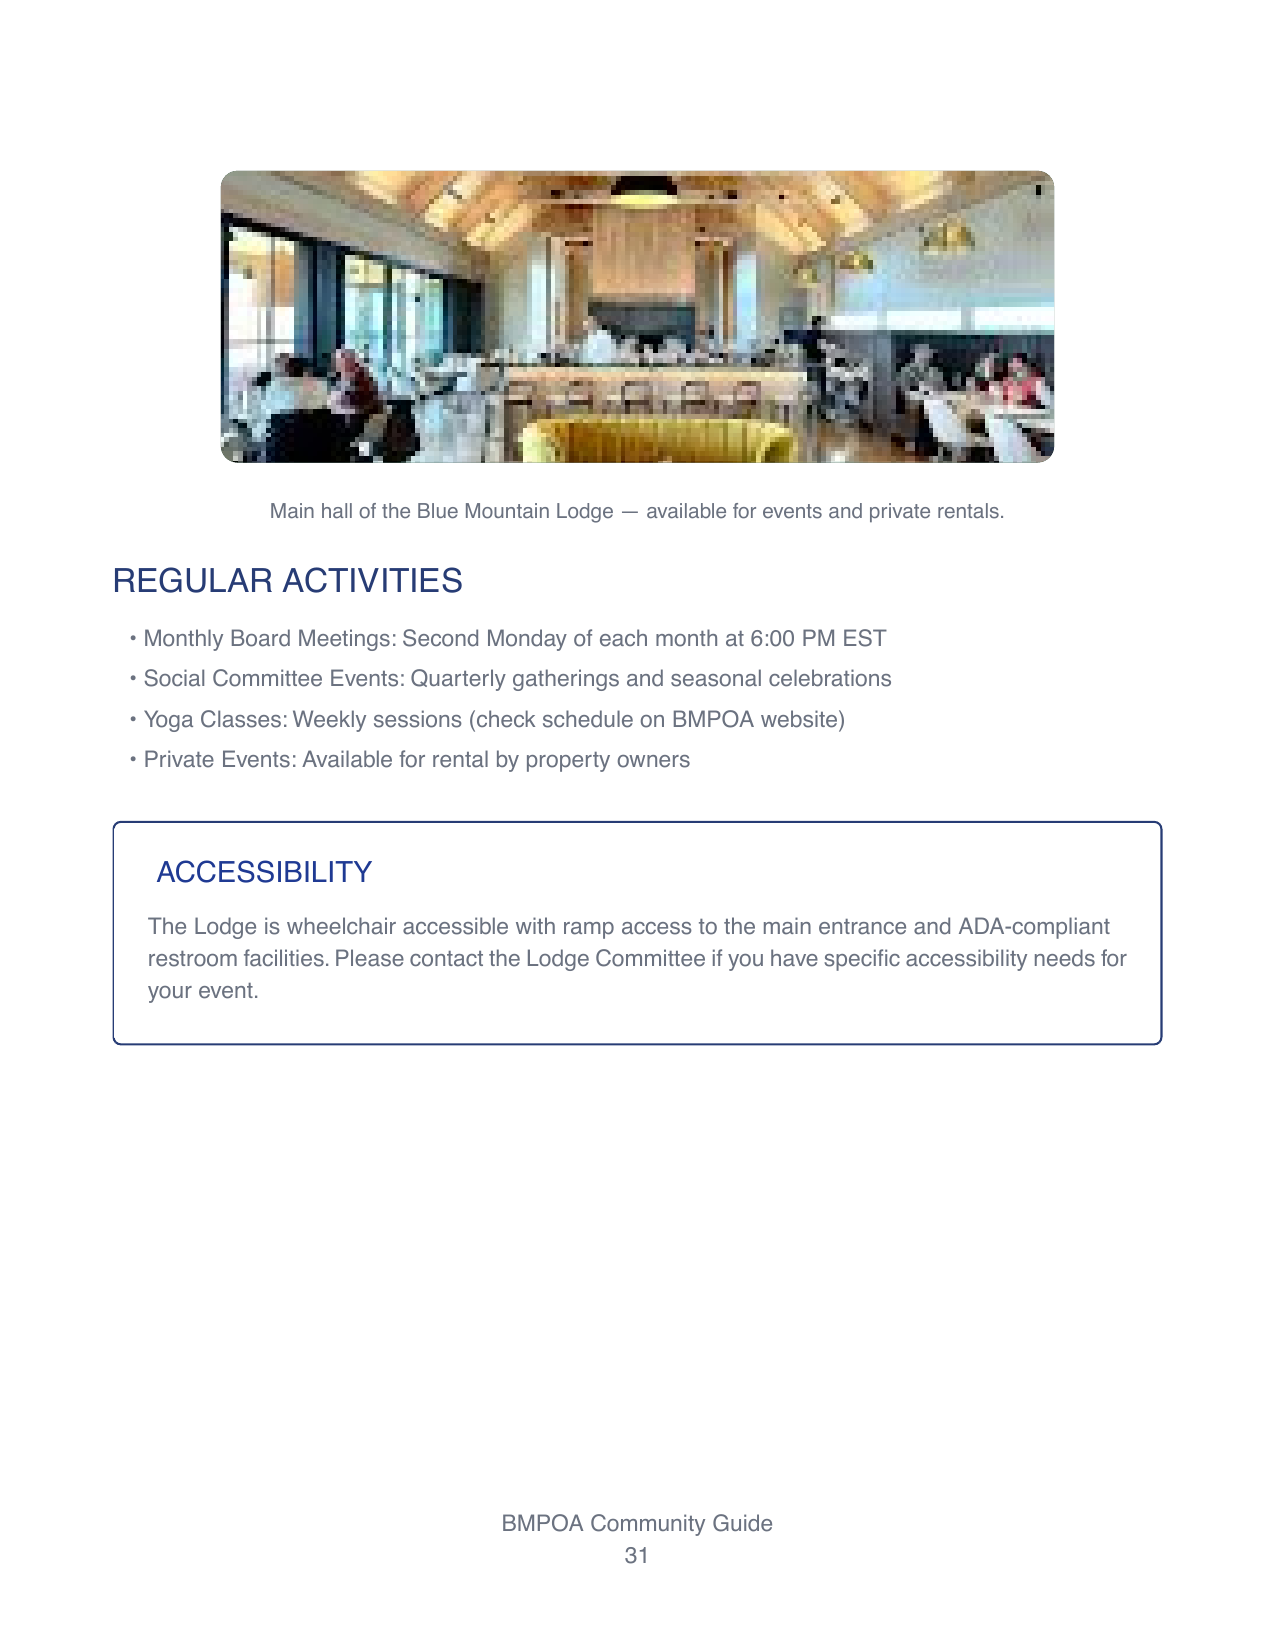 Main hall of the Blue Mountain Lodge — available for events and private rentals.
REGULAR ACTIVITIES
• Monthly Board Meetings: Second Monday of each month at 6:00 PM EST
• Social Committee Events: Quarterly gatherings and seasonal celebrations
• Yoga Classes: Weekly sessions (check schedule on BMPOA website)
• Private Events: Available for rental by property owners
ACCESSIBILITY
The Lodge is wheelchair accessible with ramp access to the main entrance and ADA-compliant
restroom facilities. Please contact the Lodge Committee if you have specific accessibility needs for
your event.
BMPOA Community Guide
31